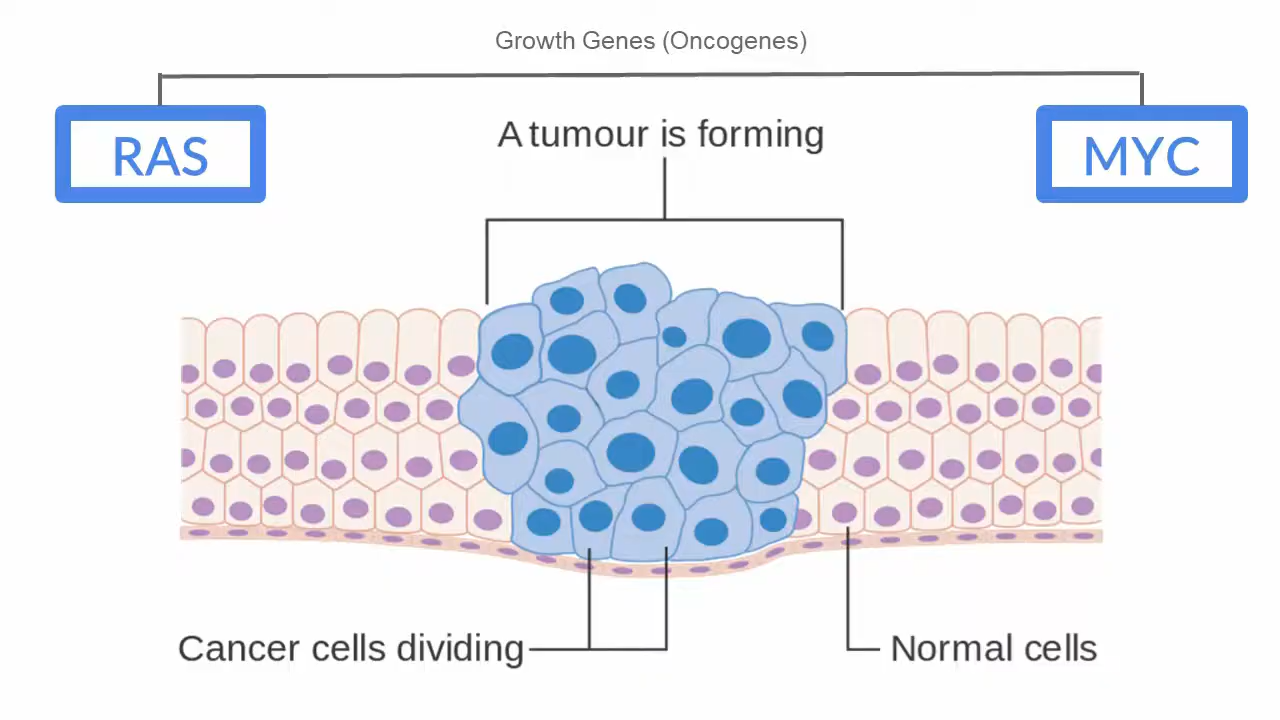 Growth Genes (Oncogenes)
RAS
MYC
A tumour is forming
Cancer cells dividing
Normal cells